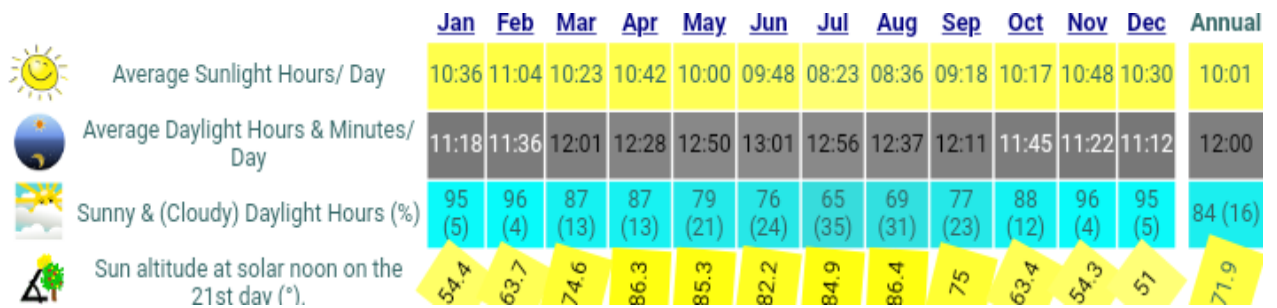 Jan Feb Mar Apr May Jun Jul Aug Sep Oct Nov Dec Annual
Average Sunlight Hours/ Day 10:36 11:04 10:23 10:42 10:00 09:48 08:23 08:36 09:18 10:17 10:48 10:30 10:01
Average Daylight Hours & Minutes/
Day 11:18 11:36 12:01 12:28 12:50 13:01 12:56 12:37 12:11 11:45 11:22 11:12 12:00
Sunny & (Cloudy) Daylight Hours (%) 95 96 87 87 79 76 65 69 77 88 96 95 84 (16)
(5) (4) (13) (13) (21) (24) (35) (31) (23) (12) (4) (5)
Sun altitude at solar noon on the
21st day (°). 54.4 63.7 74.6 86.3 85.3 82.2 84.9 86.4 75 63.4 54.3 51 71.9